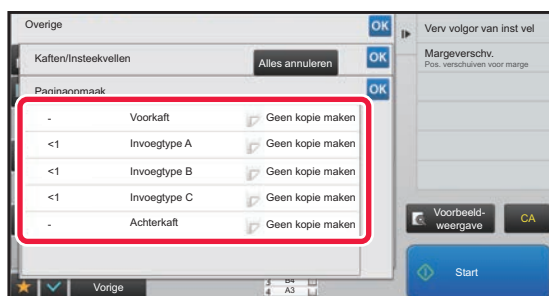 Overige
OK
Kaften/Insteekvellen
Alles annuleren
OK
Paginaopmaak
OK
- Voorkaft Geen kopie maken
<1 Invoegtype A Geen kopie maken
<1 Invoegtype B Geen kopie maken
<1 Invoegtype C Geen kopie maken
- Achterkaft Geen kopie maken
Vorige
3 B4
4 A3
Verv volgor van inst vel
Margeverschv.
Pos. verschuiven voor marge
Voorbeeld-
weergave
CA
Start